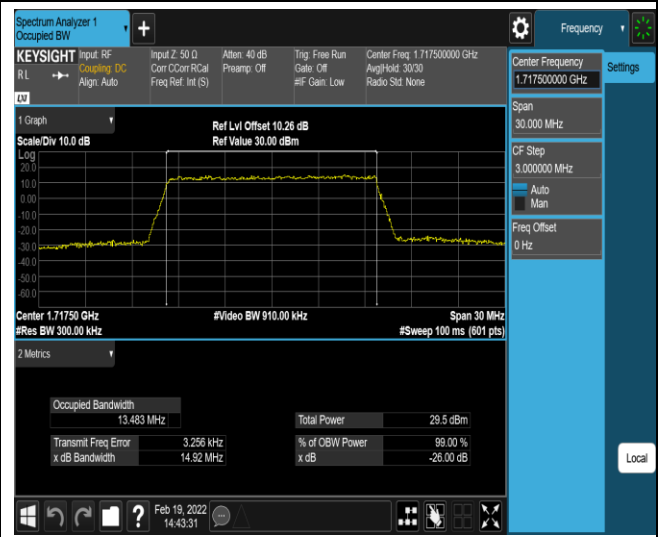 Spectrum Analyzer 1
Occupied BW
+
Frequency
KEYSIGHT
RL
LXI
Input: RF
Coupling: DC
Align: Auto
Input Z: 50 Ω
Corr CCorr RCal
Freq Ref: Int (S)
Atten: 40 dB
Preamp: Off
Trig: Free Run
Gate: Off
#IF Gain: Low
Center Freq: 1.717500000 GHz
Avg|Hold: 30/30
Radio Std: None
Center Frequency
1.717500000 GHz
Settings
Span
30.000 MHz
CF Step
3.000000 MHz
Auto
Man
Freq Offset
0 Hz
1 Graph
Scale/Div 10.0 dB
Ref Lvl Offset 10.26 dB
Ref Value 30.00 dBm
Log
20.0
10.0
0.00
-10.0
-20.0
-30.0
-40.0
-50.0
-60.0
Center 1.71750 GHz
#Video BW 910.00 kHz
Span 30 MHz
#Res BW 300.00 kHz
#Sweep 100 ms (601 pts)
2 Metrics
Occupied Bandwidth
13.483 MHz
Total Power 29.5 dBm
Transmit Freq Error 3.256 kHz
% of OBW Power 99.00 %
x dB Bandwidth 14.92 MHz
x dB -26.00 dB
Local
?
Feb 19, 2022
14:43:31